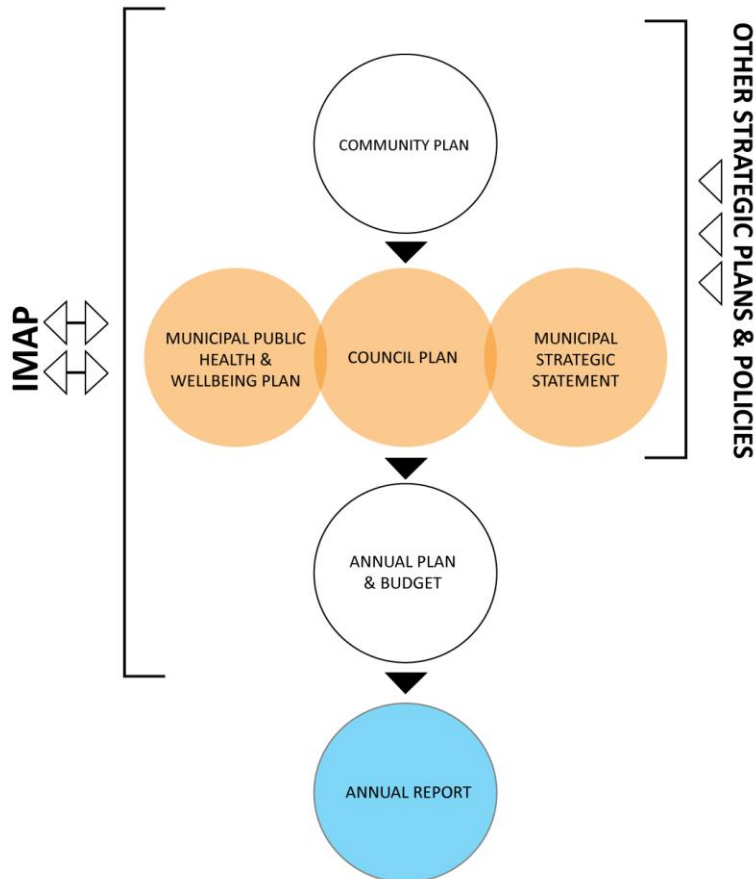 COMMUNITY PLAN
MUNICIPAL PUBLIC
HEALTH &
WELLBEING PLAN
COUNCIL PLAN
MUNICIPAL
STRATEGIC
STATEMENT
ANNUAL PLAN
& BUDGET
ANNUAL REPORT
IMAP
OTHER STRATEGIC PLANS & POLICIES